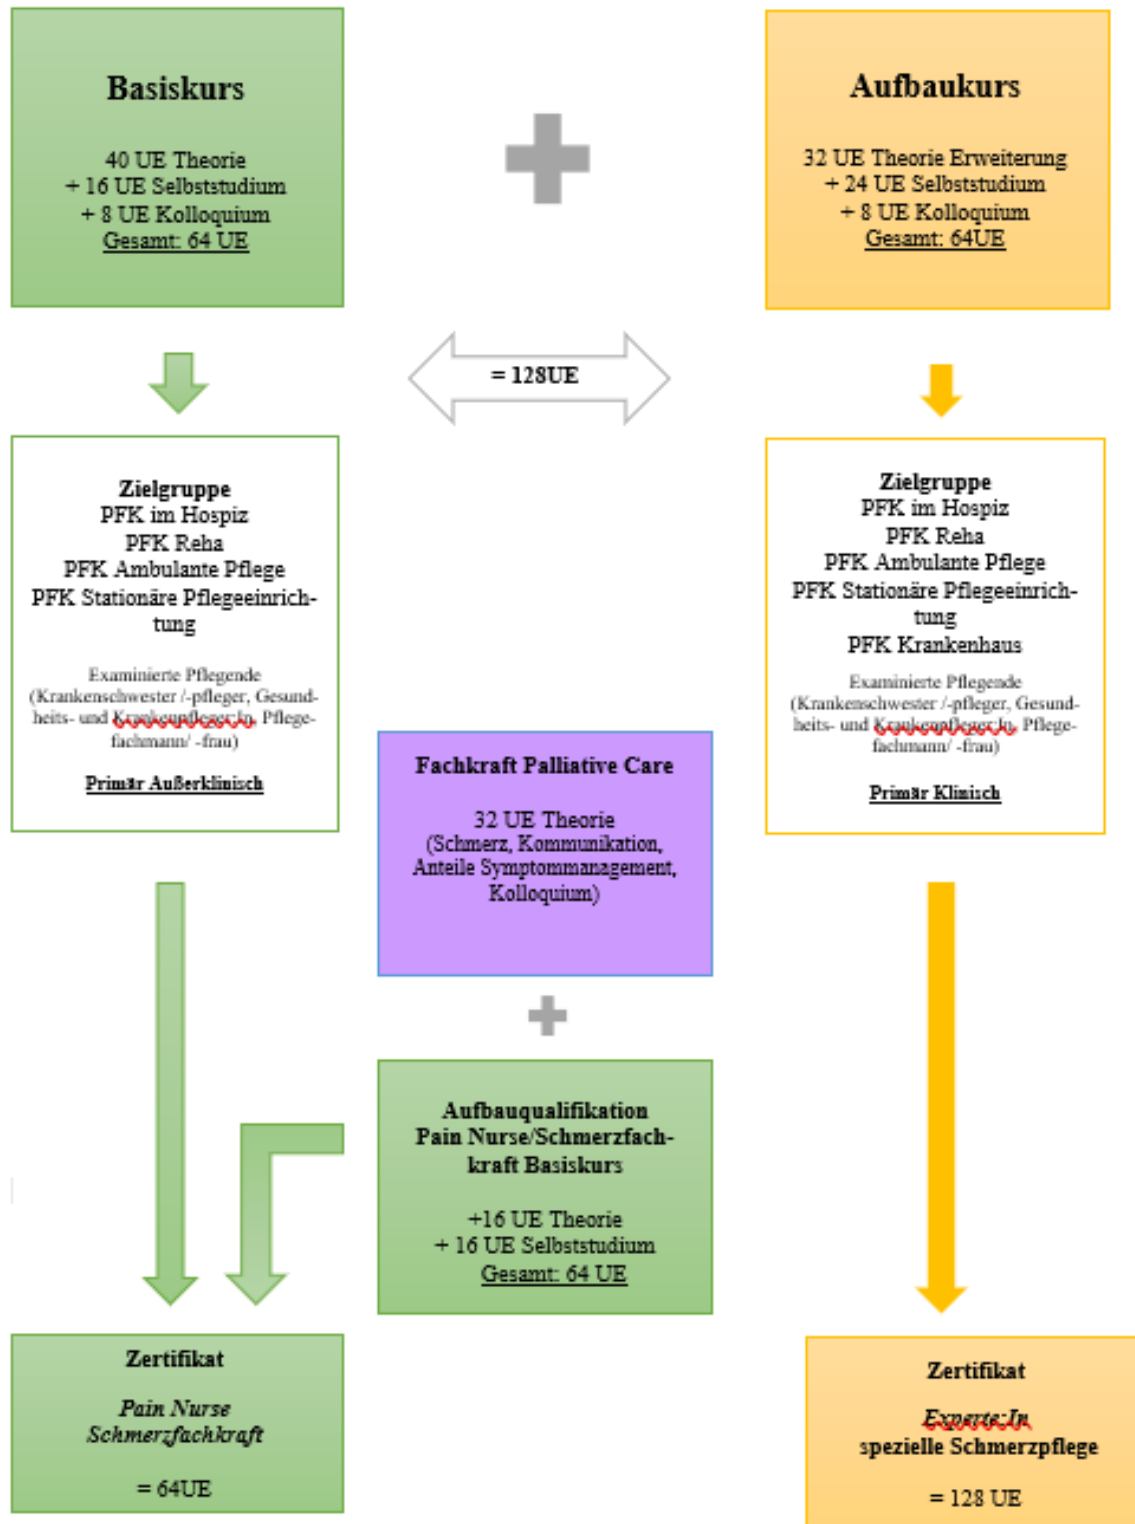 Basiskurs
40 UE Theorie
+ 16 UE Selbststudium
+ 8 UE Kolloquium
Gesamt: 64 UE
Aufbaukurs
32 UE Theorie Erweiterung
+ 24 UE Selbststudium
+ 8 UE Kolloquium
Gesamt: 64UE
= 128UE
Zielgruppe
PFK im Hospiz
PFK Reha
PFK Ambulante Pflege
PFK Stationäre Pflegeeinrich-
tung
Examinierte Pflegende
(Krankenschwester /-pfleger, Gesund-
heits- und Krankenpfleger:In, Pflege-
fachmann/ -frau)
Primär Außerklinisch
Zielgruppe
PFK im Hospiz
PFK Reha
PFK Ambulante Pflege
PFK Stationäre Pflegeeinrich-
tung
PFK Krankenhaus
Examinierte Pflegende
(Krankenschwester /-pfleger, Gesund-
heits- und Krankenpfleger:In, Pflege-
fachmann/ -frau)
Primär Klinisch
Fachkraft Palliative Care
32 UE Theorie
(Schmerz, Kommunikation,
Anteile Symptommanagement,
Kolloquium)
Aufbauqualifikation
Pain Nurse/Schmerzfach-
kraft Basiskurs
+16 UE Theorie
+ 16 UE Selbststudium
Gesamt: 64 UE
Zertifikat
Pain Nurse
Schmerzfachkraft
= 64UE
Zertifikat
Experte:In
spezielle Schmerzpflege
= 128 UE